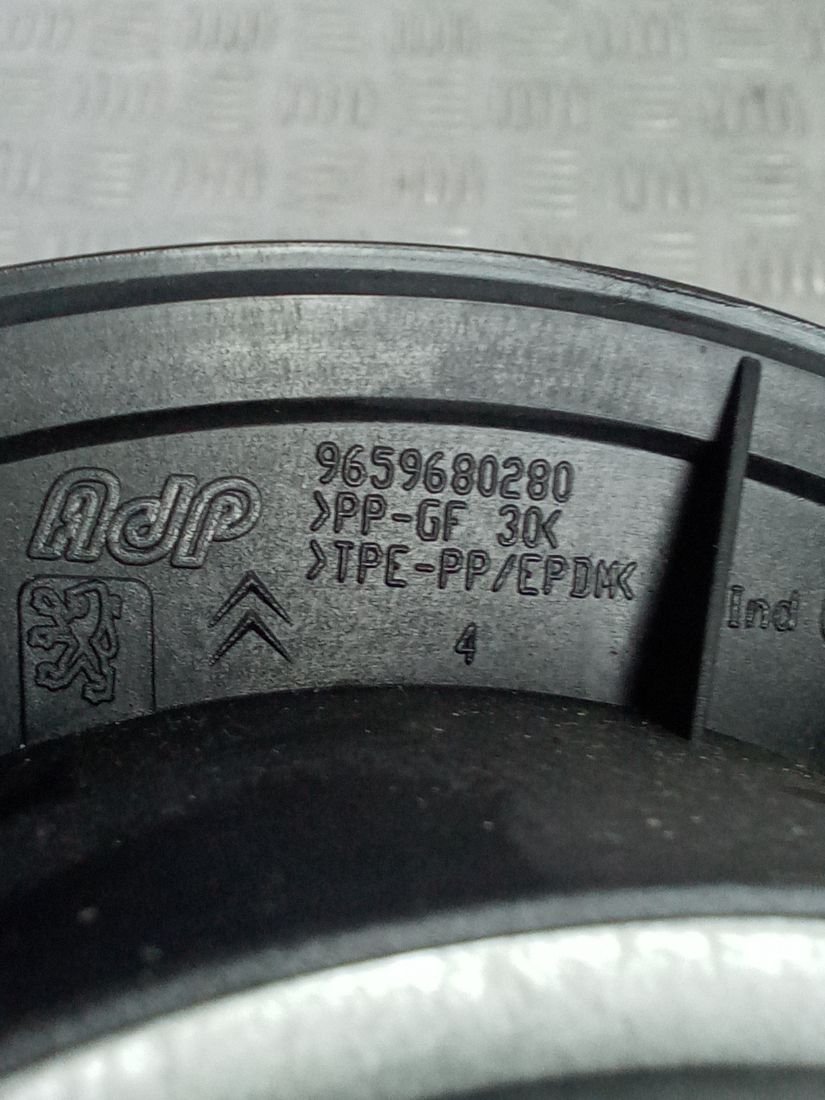 AdP
9659680280
>PP-GF 30<
>TPE-PP/EPDM<
4
Ind